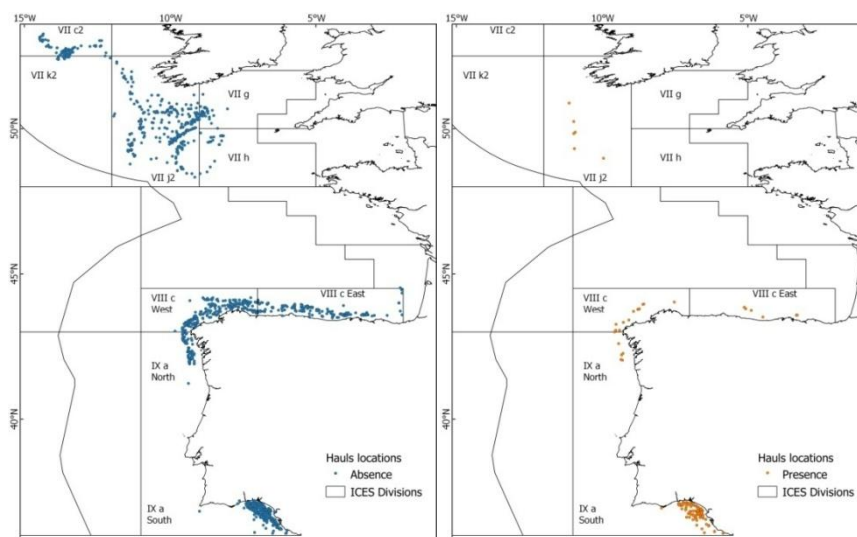 15°W 10°W 5°W
VII c2
VII k2
VII g
50°N
VII h
VII j2
45°N
VIII c East
VIII c
West
IX a
North
40°N
Hauls locations
Absence
ICES Divisions
IX a
South
15°W 10°W 5°W
VII c2
VII k2
VII g
50°N
VII h
VII j2
45°N
VIII c East
VIII c
West
IX a
North
40°N
Hauls locations
Presence
ICES Divisions
IX a
South